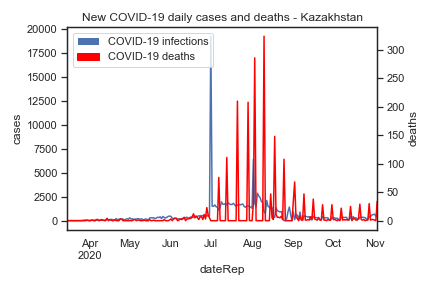 New COVID-19 daily cases and deaths - Kazakhstan
COVID-19 infections
COVID-19 deaths
20000
17500
15000
12500
10000
7500
5000
2500
0
cases
300
250
200
150
100
50
0
deaths
Apr May Jun Jul Aug Sep Oct Nov
2020
dateRep